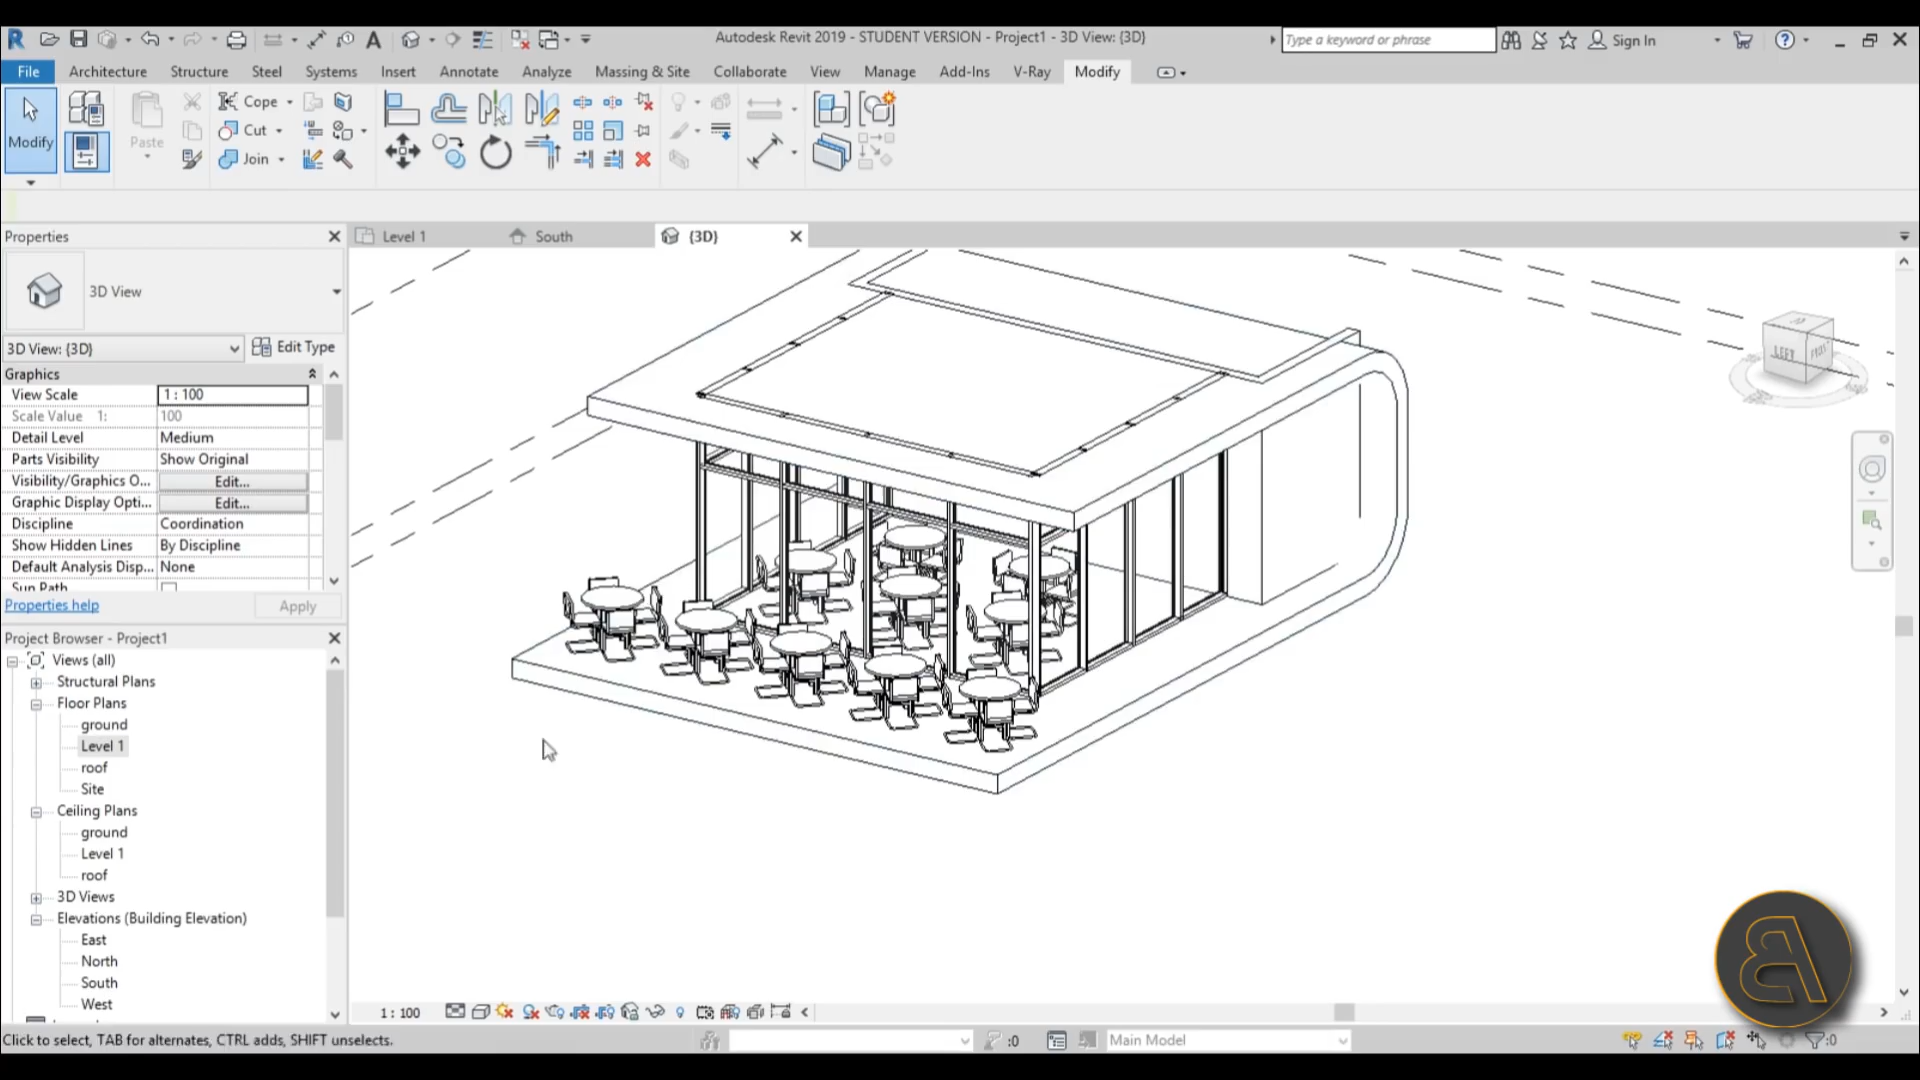 Autodesk Revit 2019 - STUDENT VERSION - Project1 - 3D View: {3D}
Type a keyword or phrase
Sign In
File Architecture Structure Steel Systems Insert Annotate Analyze Massing & Site Collaborate View Manage Add-Ins V-Ray Modify
Modify
Paste
Cope
Cut
Join
Properties
Level 1
South
{3D}
3D View
3D View: {3D}
Edit Type
Graphics
View Scale 1 : 100
Scale Value 1: 100
Detail Level Medium
Parts Visibility Show Original
Visibility/Graphics O... Edit...
Graphic Display Opti... Edit...
Discipline Coordination
Show Hidden Lines By Discipline
Default Analysis Disp... None
Sun Path
Properties help
Apply
Project Browser - Project1
Views (all)
Structural Plans
Floor Plans
ground
Level 1
roof
Site
Ceiling Plans
ground
Level 1
roof
3D Views
Elevations (Building Elevation)
East
North
South
West
LEFT
1 : 100
Click to select, TAB for alternates, CTRL adds, SHIFT unselects.
:0
Main Model
:0